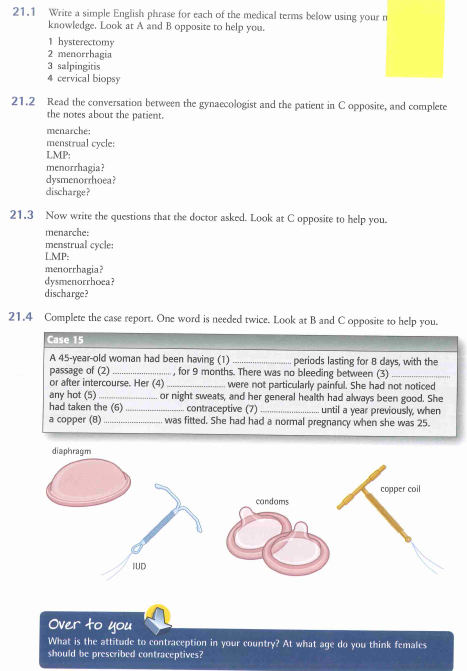 21.1 Write a simple English phrase for each of the medical terms below using your
knowledge. Look at A and B opposite to help you.
1 hysterectomy
2 menorrhagia
3 salpingitis
4 cervical biopsy
21.2 Read the conversation between the gynaecologist and the patient in C opposite, and complete
the notes about the patient.
menarche:
menstrual cycle:
LMP:
menorrhagia?
dysmenorrhoea?
discharge?
21.3 Now write the questions that the doctor asked. Look at C opposite to help you.
menarche:
menstrual cycle:
LMP:
menorrhagia?
dysmenorrhoea?
discharge?
21.4 Complete the case report. One word is needed twice. Look at B and C opposite to help you.
Case 15
A 45-year-old woman had been having (1) ........................ periods lasting for 8 days, with the
passage of (2) ........................ , for 9 months. There was no bleeding between (3) ........................
or after intercourse. Her (4) ........................ were not particularly painful. She had not noticed
any hot (5) ........................ or night sweats, and her general health had always been good. She
had taken the (6) ........................ contraceptive (7) ........................ until a year previously, when
a copper (8) ........................ was fitted. She had had a normal pregnancy when she was 25.
diaphragm
condoms
copper coil
IUD
Over to you
What is the attitude to contraception in your country? At what age do you think females
should be prescribed contraceptives?